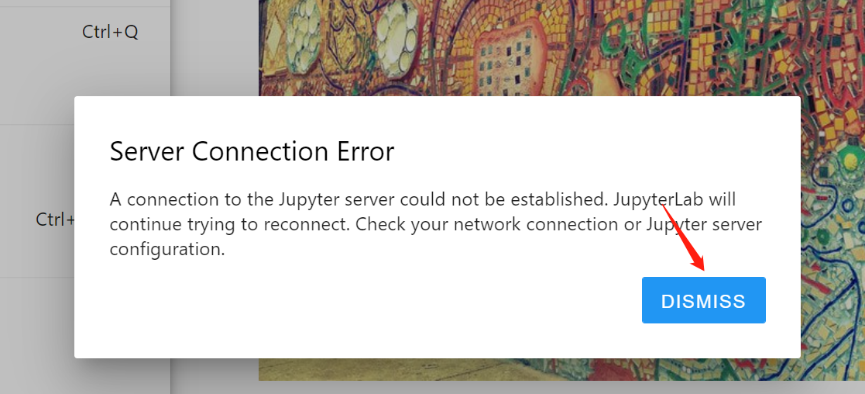 Ctrl+Q
Server Connection Error
A connection to the Jupyter server could not be established. JupyterLab will
continue trying to reconnect. Check your network connection or Jupyter server
Ctrl+
configuration.
DISMISS